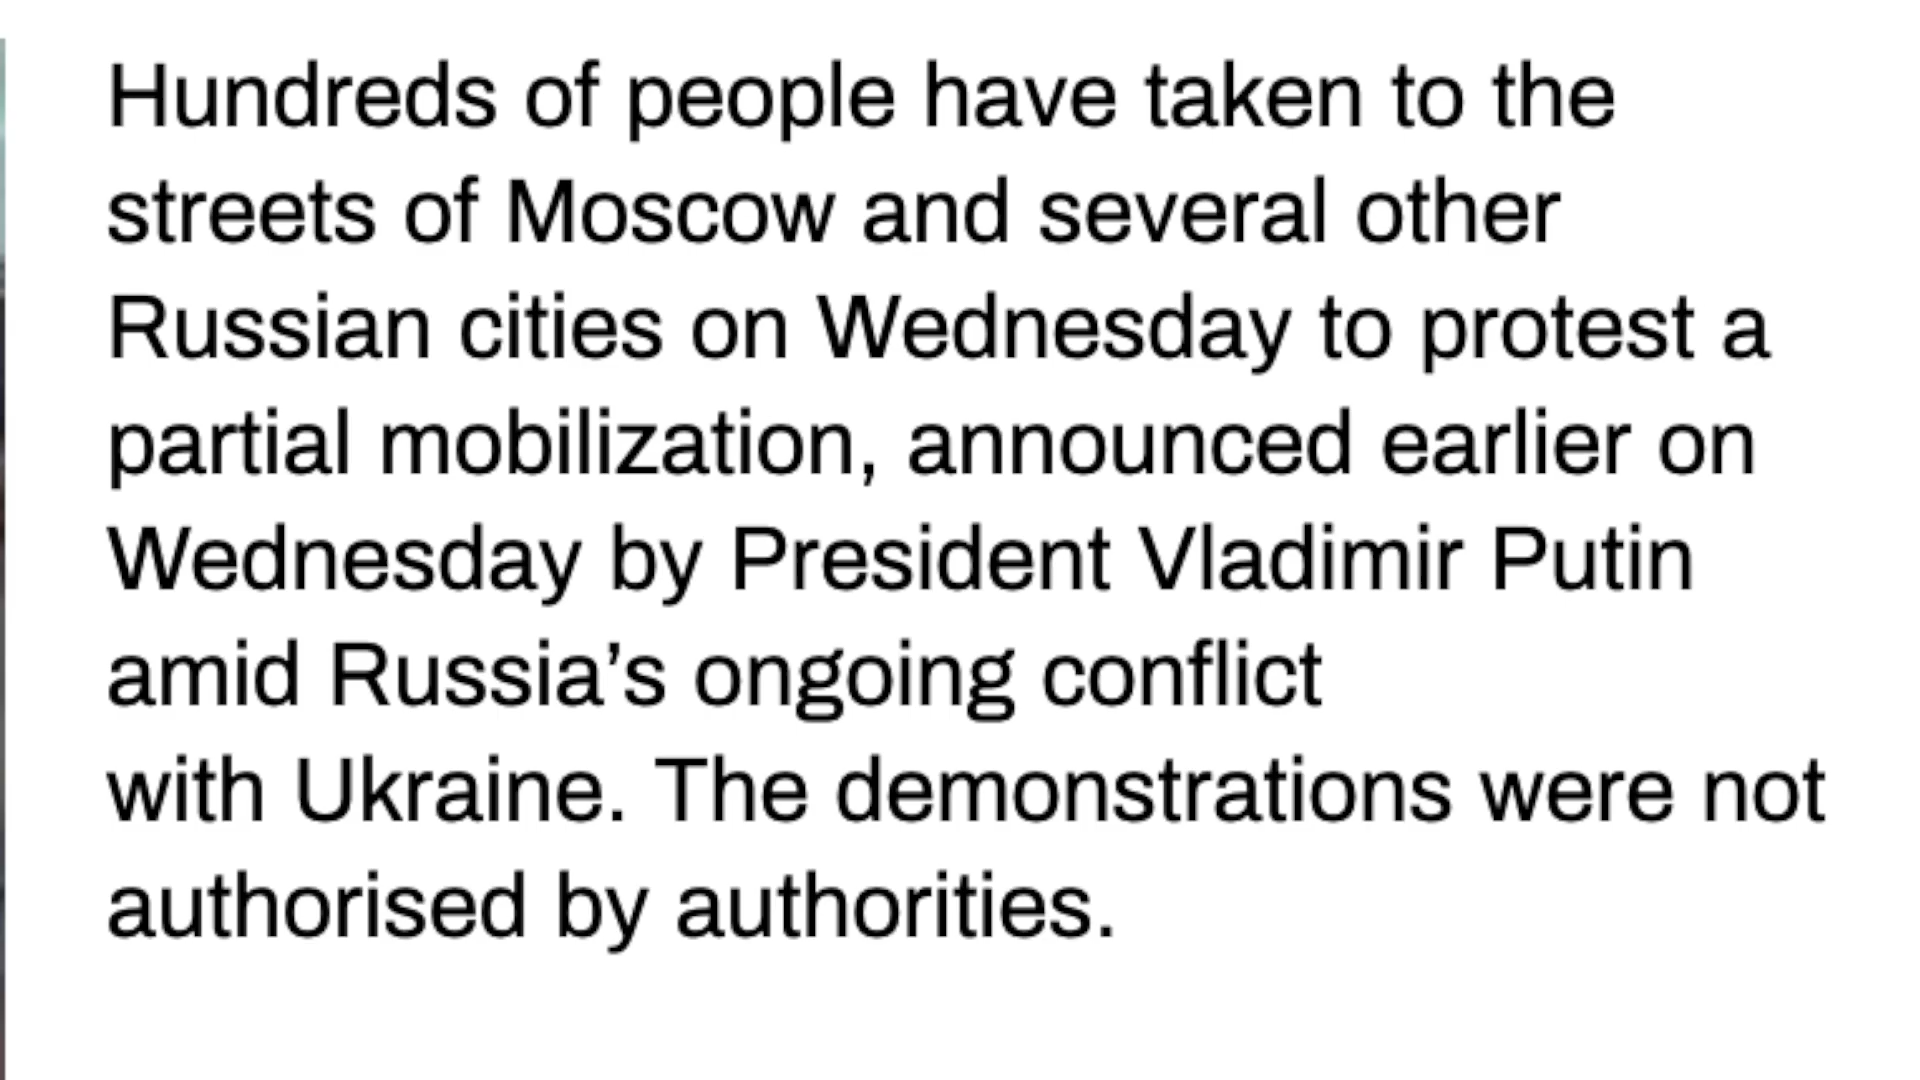 Hundreds of people have taken to the
streets of Moscow and several other
Russian cities on Wednesday to protest a
partial mobilization, announced earlier on
Wednesday by President Vladimir Putin
amid Russia’s ongoing conflict
with Ukraine. The demonstrations were not
authorised by authorities.